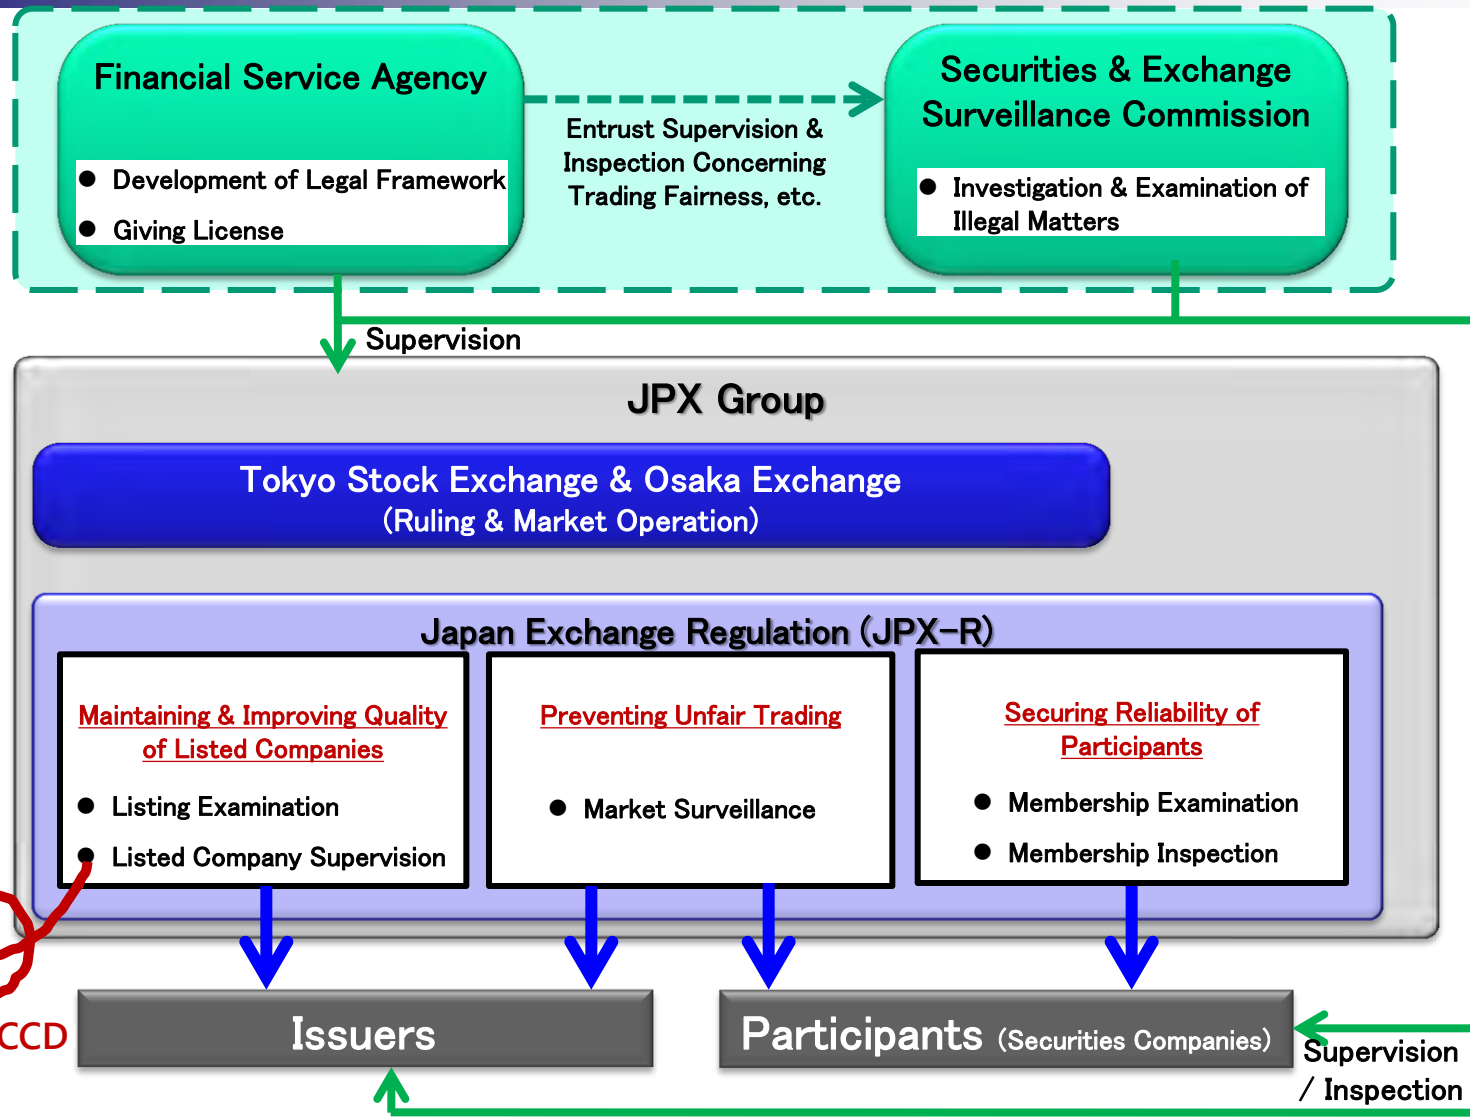 Financial Service Agency
● Development of Legal Framework
● Giving License
Entrust Supervision &
Inspection Concerning
Trading Fairness, etc.
Securities & Exchange
Surveillance Commission
● Investigation & Examination of
Illegal Matters
Supervision
JPX Group
Tokyo Stock Exchange & Osaka Exchange
(Ruling & Market Operation)
Japan Exchange Regulation (JPX-R)
Maintaining & Improving Quality
of Listed Companies
● Listing Examination
● Listed Company Supervision
Preventing Unfair Trading
● Market Surveillance
Securing Reliability of
Participants
● Membership Examination
● Membership Inspection
CCD
Issuers
Participants (Securities Companies)
Supervision
/ Inspection